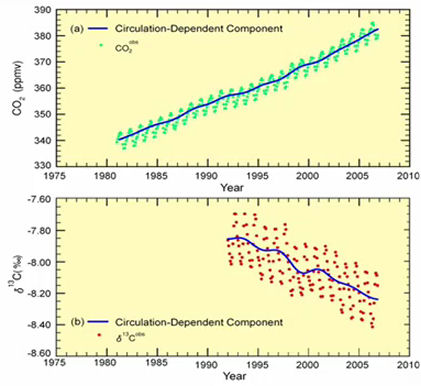 390
380
370
360
350
340
330
CO₂ (ppmv)
(a) Circulation-Dependent Component
CO₂ᵒᵇˢ
1975 1980 1985 1990 1995 2000 2005 2010
Year
-7.60
-7.80
-8.00
-8.20
-8.40
-8.60
δ¹³C(‰)
(b) Circulation-Dependent Component
δ¹³Cᵒᵇˢ
1975 1980 1985 1990 1995 2000 2005 2010
Year